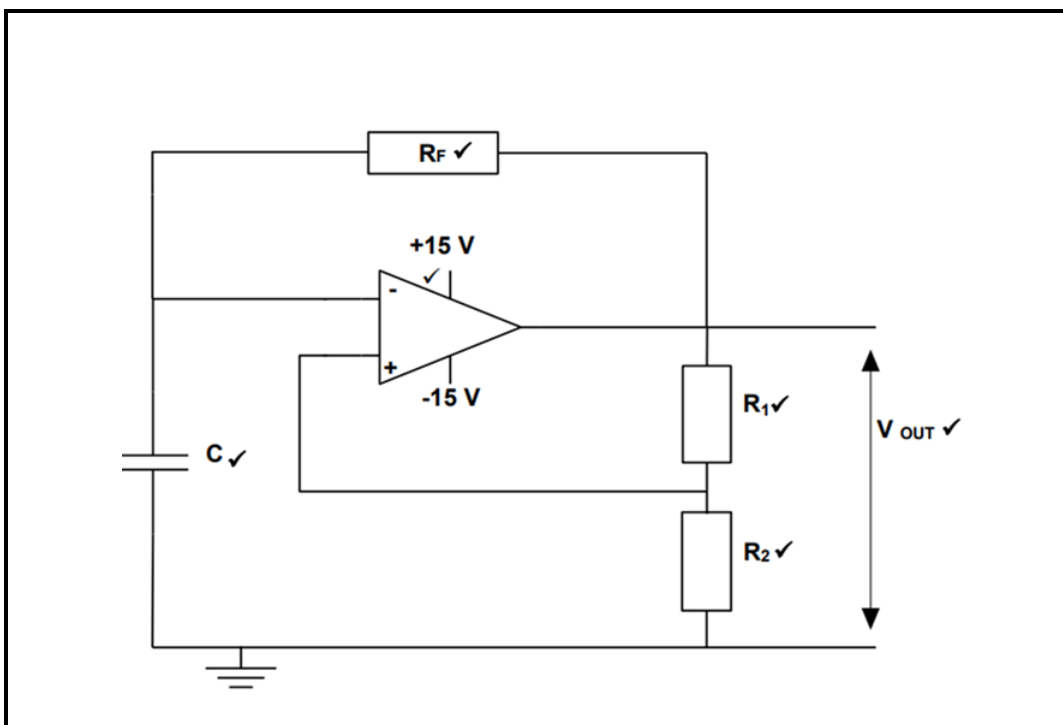 RF ✓
+15 V
✓
-
+
-15 V
R1✓
V OUT ✓
C ✓
R2 ✓